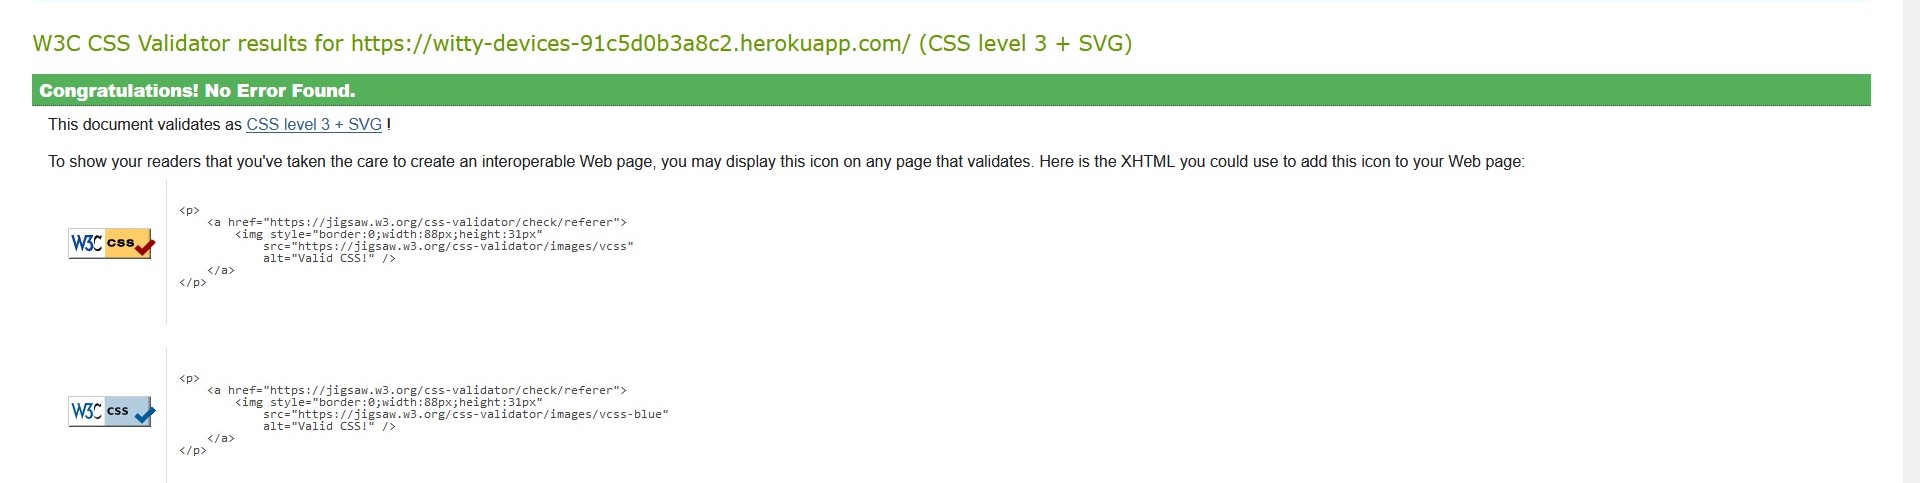 W3C CSS Validator results for https://witty-devices-91c5d0b3a8c2.herokuapp.com/ (CSS level 3 + SVG)
Congratulations! No Error Found.
This document validates as CSS level 3 + SVG !
To show your readers that you've taken the care to create an interoperable Web page, you may display this icon on any page that validates. Here is the XHTML you could use to add this icon to your Web page:
W3C css
<p>
    <a href="https://jigsaw.w3.org/css-validator/check/referer">
        <img style="border:0;width:88px;height:31px"
            src="https://jigsaw.w3.org/css-validator/images/vcss"
            alt="Valid CSS!" />
    </a>
</p>
W3C css
<p>
    <a href="https://jigsaw.w3.org/css-validator/check/referer">
        <img style="border:0;width:88px;height:31px"
            src="https://jigsaw.w3.org/css-validator/images/vcss-blue"
            alt="Valid CSS!" />
    </a>
</p>